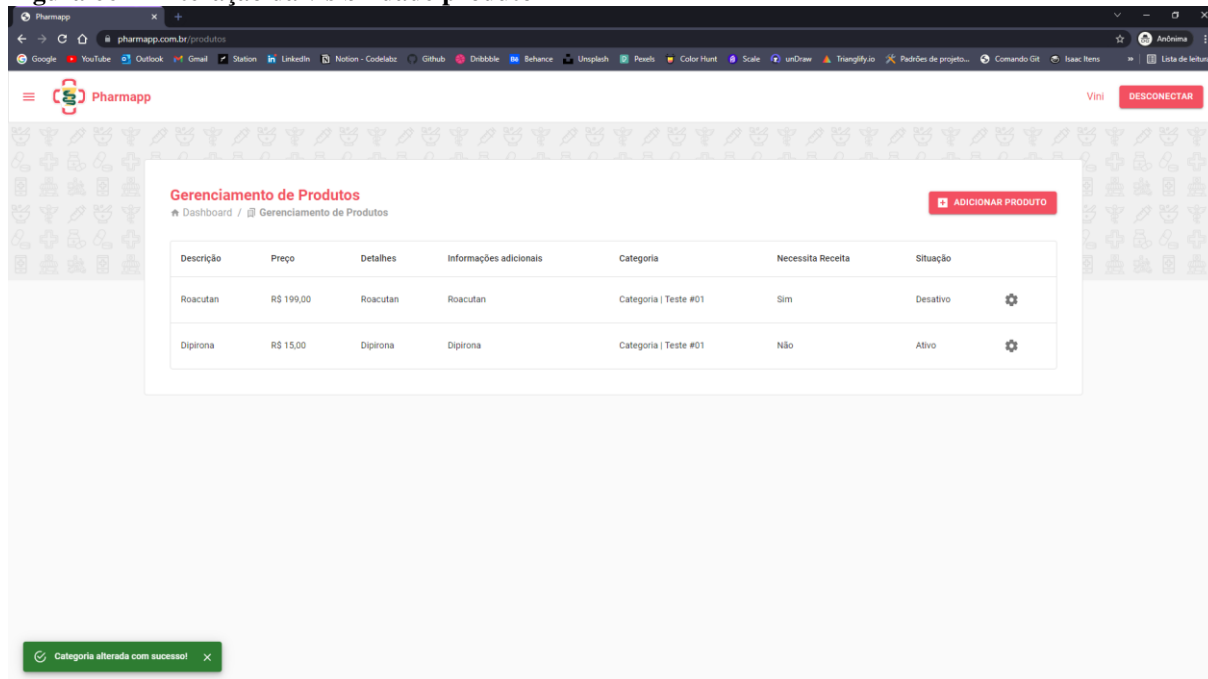 Pharmapp
pharmapp.com.br/produtos
Anônima
Google YouTube Outlook Gmail Station LinkedIn Notion - Codelabz Github Dribbble Behance Unsplash Pexels Color Hunt Scale unDraw Trianglify.io Padrões de projeto... Comando Git Isaac Itens » Lista de leitura
Pharmapp Vini DESCONECTAR
Gerenciamento de Produtos
ADICIONAR PRODUTO
Dashboard / Gerenciamento de Produtos
Descrição Preço Detalhes Informações adicionais Categoria Necessita Receita Situação
Roacutan R$ 199,00 Roacutan Roacutan Categoria | Teste #01 Sim Desativo
Dipirona R$ 15,00 Dipirona Dipirona Categoria | Teste #01 Não Ativo
Categoria alterada com sucesso!